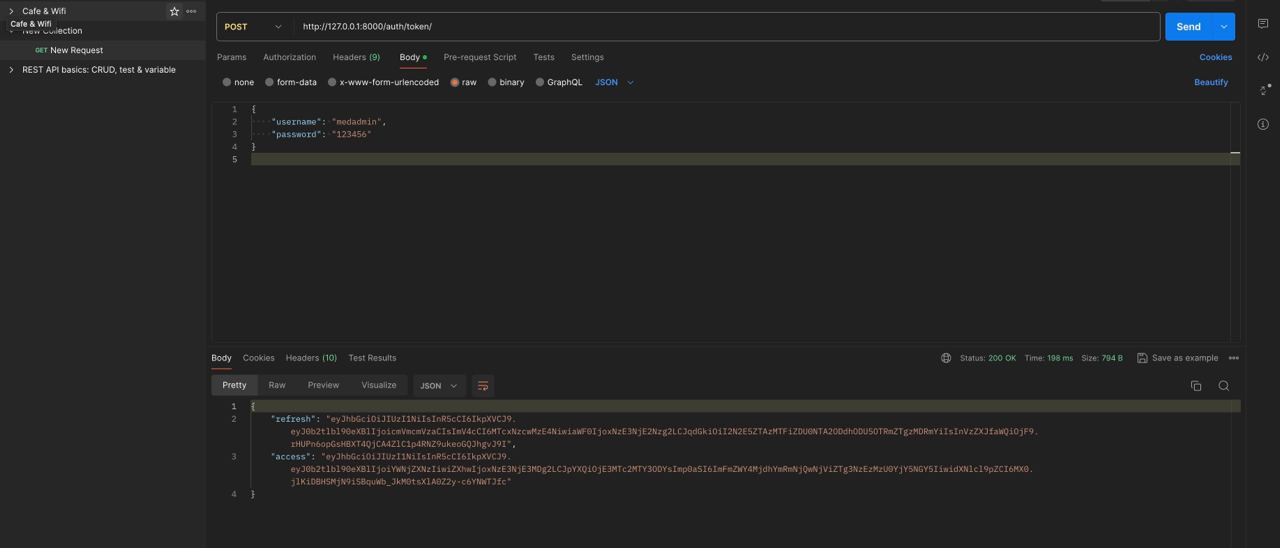 Cafe & Wifi
Cafe & Wifi
New Collection
GET New Request
REST API basics: CRUD, test & variable
POST http://127.0.0.1:8000/auth/token/ Send
Params Authorization Headers (9) Body Pre-request Script Tests Settings Cookies
none form-data x-www-form-urlencoded raw binary GraphQL JSON Beautify
1 {
2 "username": "medadmin",
3 "password": "123456"
4 }
5
Body Cookies Headers (10) Test Results Status: 200 OK Time: 198 ms Size: 794 B Save as example
Pretty Raw Preview Visualize JSON
1 {
2 "refresh": "eyJhbGciOiJIUzI1NiIsInR5cCI6IkpXVCJ9.
eyJ0b2tlbl90eXBlIjoicmVmcmVzaCIsImV4cCI6MTcxNzcwMzE4NiwiaWF0IjoxNzE3NjE2Nzg2LCJqdGkiOiI2N2E5ZTAzMTFiZDU0NTA2ODdhODU5OTRmZTgzMDRmYiIsInVzZXJfaWQiOjF9.
rHUPn6opGsHBXT4QjCA4ZlC1p4RNZ9ukeoGQJhgvJ9I",
3 "access": "eyJhbGciOiJIUzI1NiIsInR5cCI6IkpXVCJ9.
eyJ0b2tlbl90eXBlIjoiYWNjZXNzIiwiZXhwIjoxNzE3NjE3MDg2LCJpYXQiOjE3MTc2MTY3ODYsImp0aSI6ImFmZWY4MjdhYmRmNjQwNjViZTg3NzEzMzU0YjY5NGY5IiwidXNlcl9pZCI6MX0.
jlKiDBHSMjN9iSBquWb_JkM0tsXlA0Z2y-c6YNWTJfc"
4 }